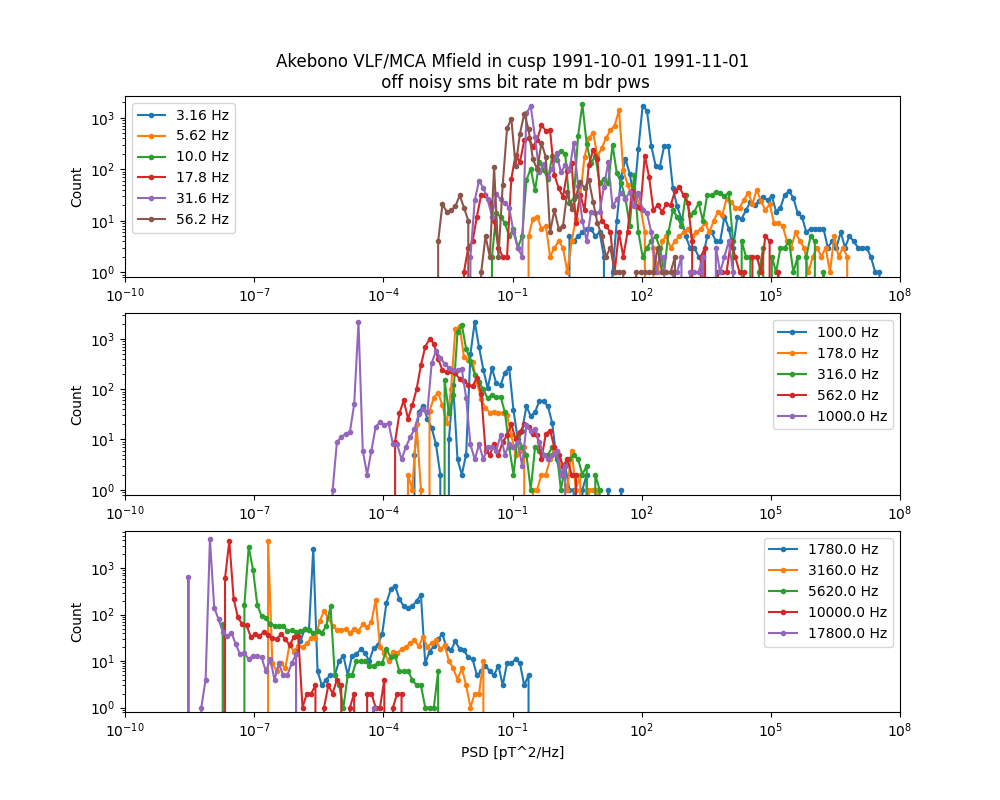 Akebono VLF/MCA Mfield in cusp 1991-10-01 1991-11-01
off noisy sms bit rate m bdr pws
Count
10^3
10^2
10^1
10^0
3.16 Hz
5.62 Hz
10.0 Hz
17.8 Hz
31.6 Hz
56.2 Hz
10^−10 10^−7 10^−4 10^−1 10^2 10^5 10^8
Count
10^3
10^2
10^1
10^0
100.0 Hz
178.0 Hz
316.0 Hz
562.0 Hz
1000.0 Hz
10^−10 10^−7 10^−4 10^−1 10^2 10^5 10^8
Count
10^3
10^2
10^1
10^0
1780.0 Hz
3160.0 Hz
5620.0 Hz
10000.0 Hz
17800.0 Hz
10^−10 10^−7 10^−4 10^−1 10^2 10^5 10^8
PSD [pT^2/Hz]